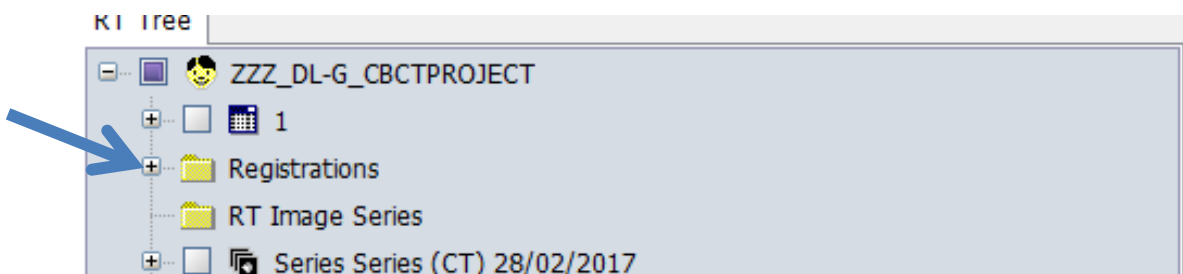 RT Tree
ZZZ_DL-G_CBCTPROJECT
1
Registrations
RT Image Series
Series Series (CT) 28/02/2017